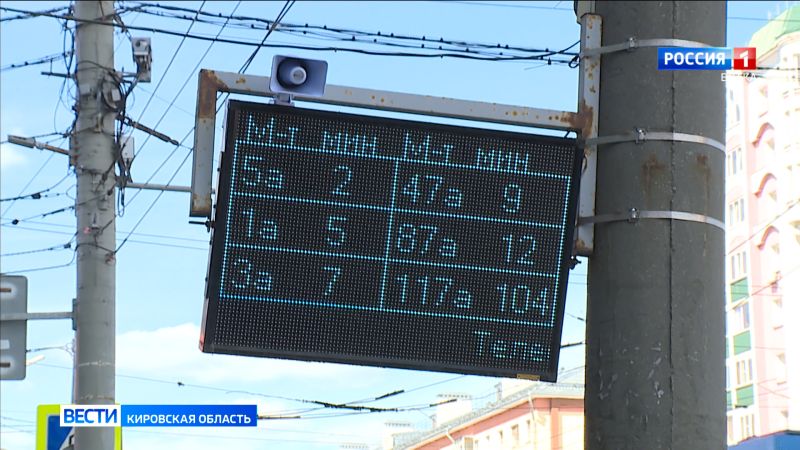 РОССИЯ 1
М-т мин М-т мин
5а 2 47а 9
1а 5 87а 12
3а 7 117а 104
Теле
ВЕСТИ КИРОВСКАЯ ОБЛАСТЬ